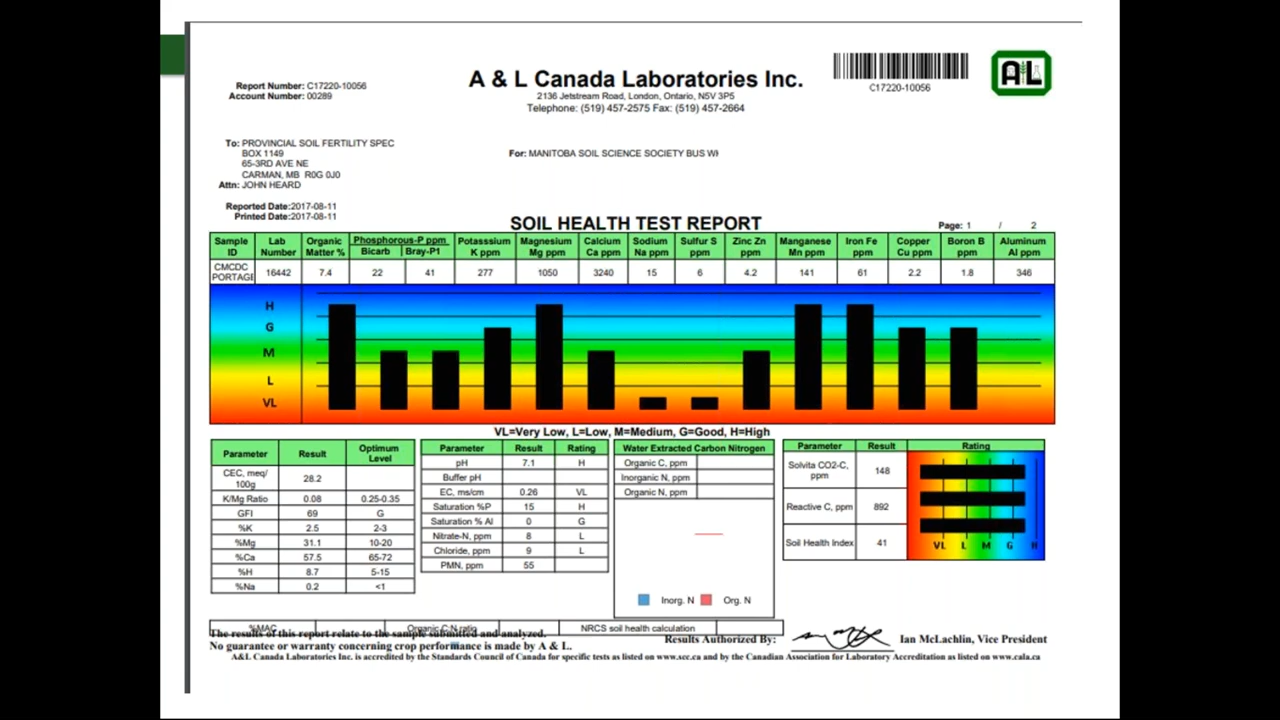 A & L Canada Laboratories Inc.
2136 Jetstream Road, London, Ontario, N5V 3P5
Telephone: (519) 457-2575 Fax: (519) 457-2664
Report Number: C17220-10056
Account Number: 00289
C17220-10056
A L
To: PROVINCIAL SOIL FERTILITY SPEC
BOX 1149
65-3RD AVE NE
CARMAN, MB R0G 0J0
Attn: JOHN HEARD
For: MANITOBA SOIL SCIENCE SOCIETY BUS
Reported Date:2017-08-11
Printed Date:2017-08-11
SOIL HEALTH TEST REPORT
Page: 1 / 2
Sample ID Lab Number Organic Matter % Phosphorous-P ppm Bicarb | Bray-P1 Potasssium K ppm Magnesium Mg ppm Calcium Ca ppm Sodium Na ppm Sulfur S ppm Zinc Zn ppm Manganese Mn ppm Iron Fe ppm Copper Cu ppm Boron B ppm Aluminum Al ppm
CMCDC PORTAGE 16442 7.4 22 41 277 1050 3240 15 6 4.2 141 61 2.2 1.8 346
H
G
M
L
VL
VL=Very Low, L=Low, M=Medium, G=Good, H=High
Parameter Result Optimum Level
CEC, meq/100g 28.2
K/Mg Ratio 0.08 0.25-0.35
GFI 69 G
%K 2.5 2-3
%Mg 31.1 10-20
%Ca 57.5 65-72
%H 8.7 5-15
%Na 0.2 <1
Parameter Result Rating
pH 7.1 H
Buffer pH
EC, ms/cm 0.26 VL
Saturation %P 15 H
Saturation % Al 0 G
Nitrate-N, ppm 8 L
Chloride, ppm 9 L
PMN, ppm 55
Water Extracted Carbon Nitrogen
Organic C, ppm
Inorganic N, ppm
Organic N, ppm
Inorg. N Org. N
Parameter Result Rating
Solvita CO2-C, ppm 148
Reactive C, ppm 892
Soil Health Index 41
VL L M G H
%MAC Organic C:N ratio NRCS soil health calculation
The results of this report relate to the sample submitted and analyzed.
No guarantee or warranty concerning crop performance is made by A & L.
Results Authorized By: Ian McLachlin, Vice President
A&L Canada Laboratories Inc. is accredited by the Standards Council of Canada for specific tests as listed on www.scc.ca and by the Canadian Association for Laboratory Accreditation as listed on www.cala.ca